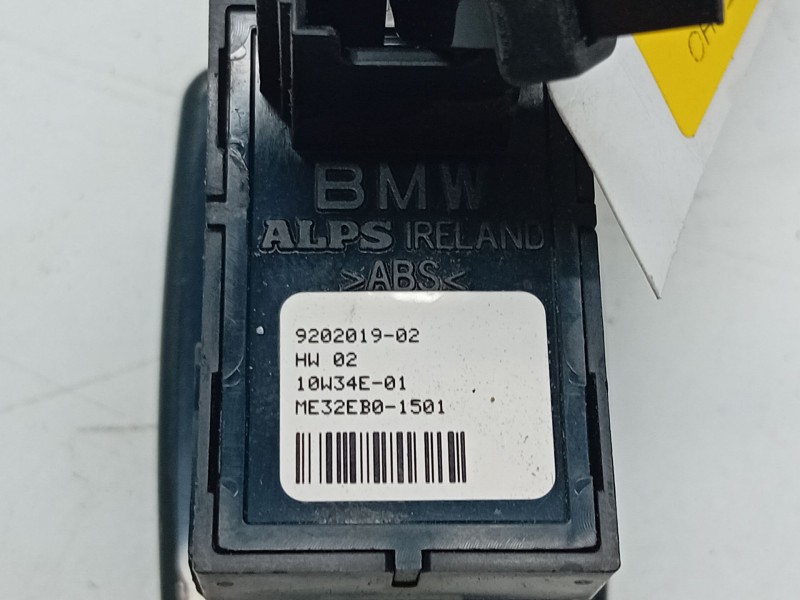 BMW
ALPS IRELAND
>ABS<
9202019-02
HW 02
10W34E-01
ME32EB0-1501